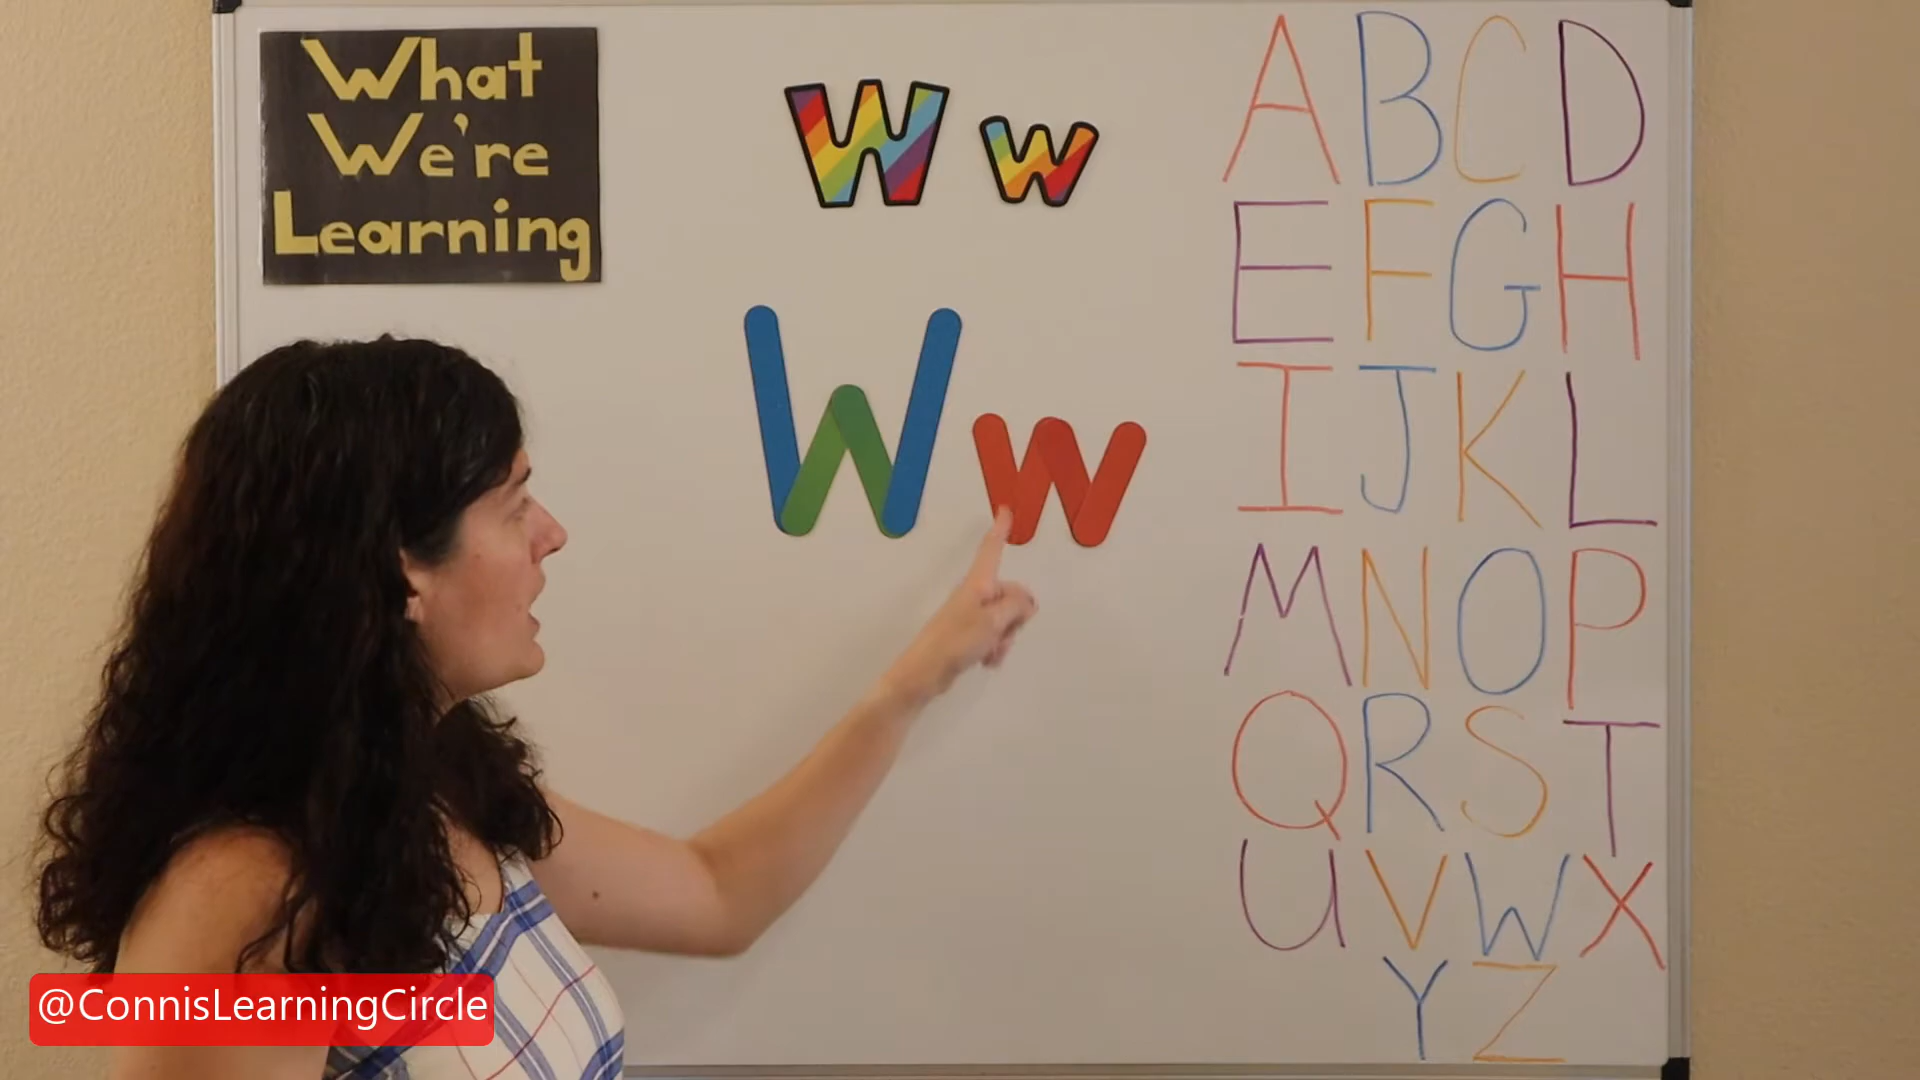 What
We're
Learning
W w
W w
A B C D
E F G H
I J K L
M N O P
Q R S T
U V W X
Y Z
@ConnisLearningCircle